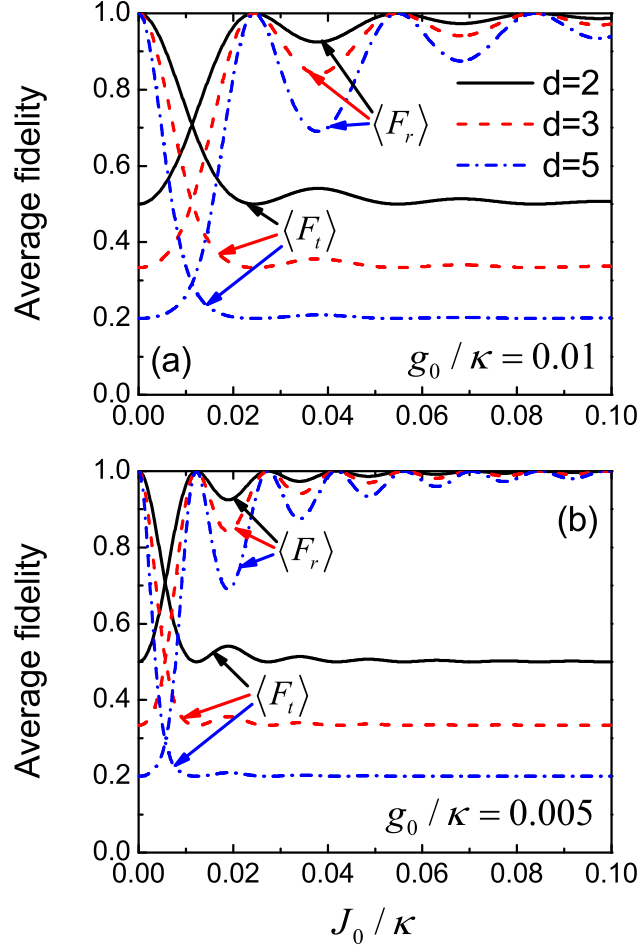 1.0
0.8
0.6
0.4
0.2
0.0
Average fidelity
d=2
d=3
d=5
⟨F_r⟩
⟨F_t⟩
(a)
g_0 / κ = 0.01
0.00 0.02 0.04 0.06 0.08 0.10
1.0
0.8
0.6
0.4
0.2
0.0
Average fidelity
(b)
⟨F_r⟩
⟨F_t⟩
g_0 / κ = 0.005
0.00 0.02 0.04 0.06 0.08 0.10
J_0 / κ